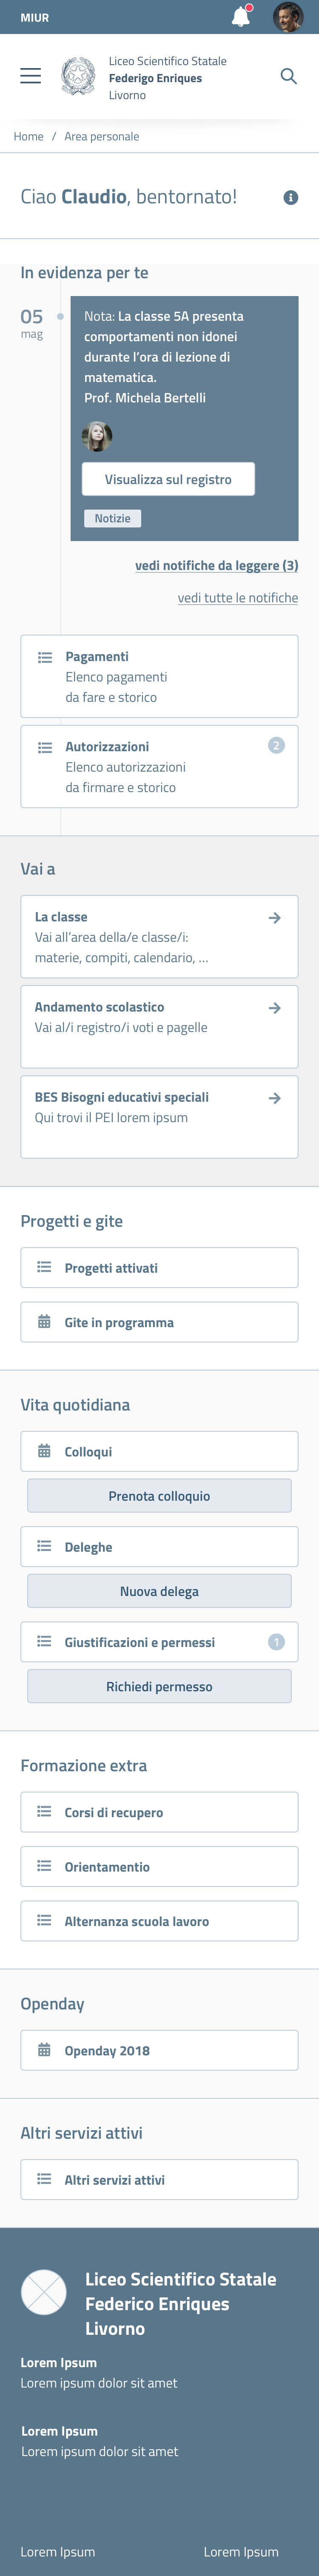 MIUR
Liceo Scientifico Statale
Federigo Enriques
Livorno
Home / Area personale
Ciao Claudio, bentornato!
In evidenza per te
05
mag
Nota: La classe 5A presenta
comportamenti non idonei
durante l’ora di lezione di
matematica.
Prof. Michela Bertelli
Visualizza sul registro
Notizie
vedi notifiche da leggere (3)
vedi tutte le notifiche
Pagamenti
Elenco pagamenti
da fare e storico
Autorizzazioni 2
Elenco autorizzazioni
da firmare e storico
Vai a
La classe
Vai all’area della/e classe/i:
materie, compiti, calendario, ...
Andamento scolastico
Vai al/i registro/i voti e pagelle
BES Bisogni educativi speciali
Qui trovi il PEI lorem ipsum
Progetti e gite
Progetti attivati
Gite in programma
Vita quotidiana
Colloqui
Prenota colloquio
Deleghe
Nuova delega
Giustificazioni e permessi 1
Richiedi permesso
Formazione extra
Corsi di recupero
Orientamentio
Alternanza scuola lavoro
Openday
Openday 2018
Altri servizi attivi
Altri servizi attivi
Liceo Scientifico Statale
Federico Enriques
Livorno
Lorem Ipsum
Lorem ipsum dolor sit amet
Lorem Ipsum
Lorem ipsum dolor sit amet
Lorem Ipsum Lorem Ipsum